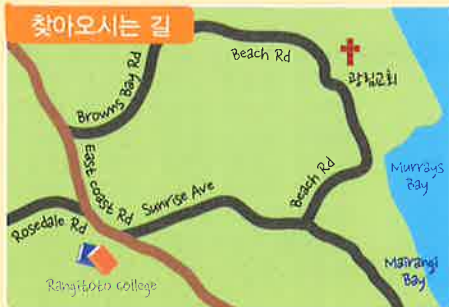 찾아오시는 길
Beach Rd
광림교회
Browns Bay Rd
East coast Rd
Sunrise Ave
Beach Rd
Murrays
Bay
Rosedale Rd
Mairangi
Bay
Rangitoto college